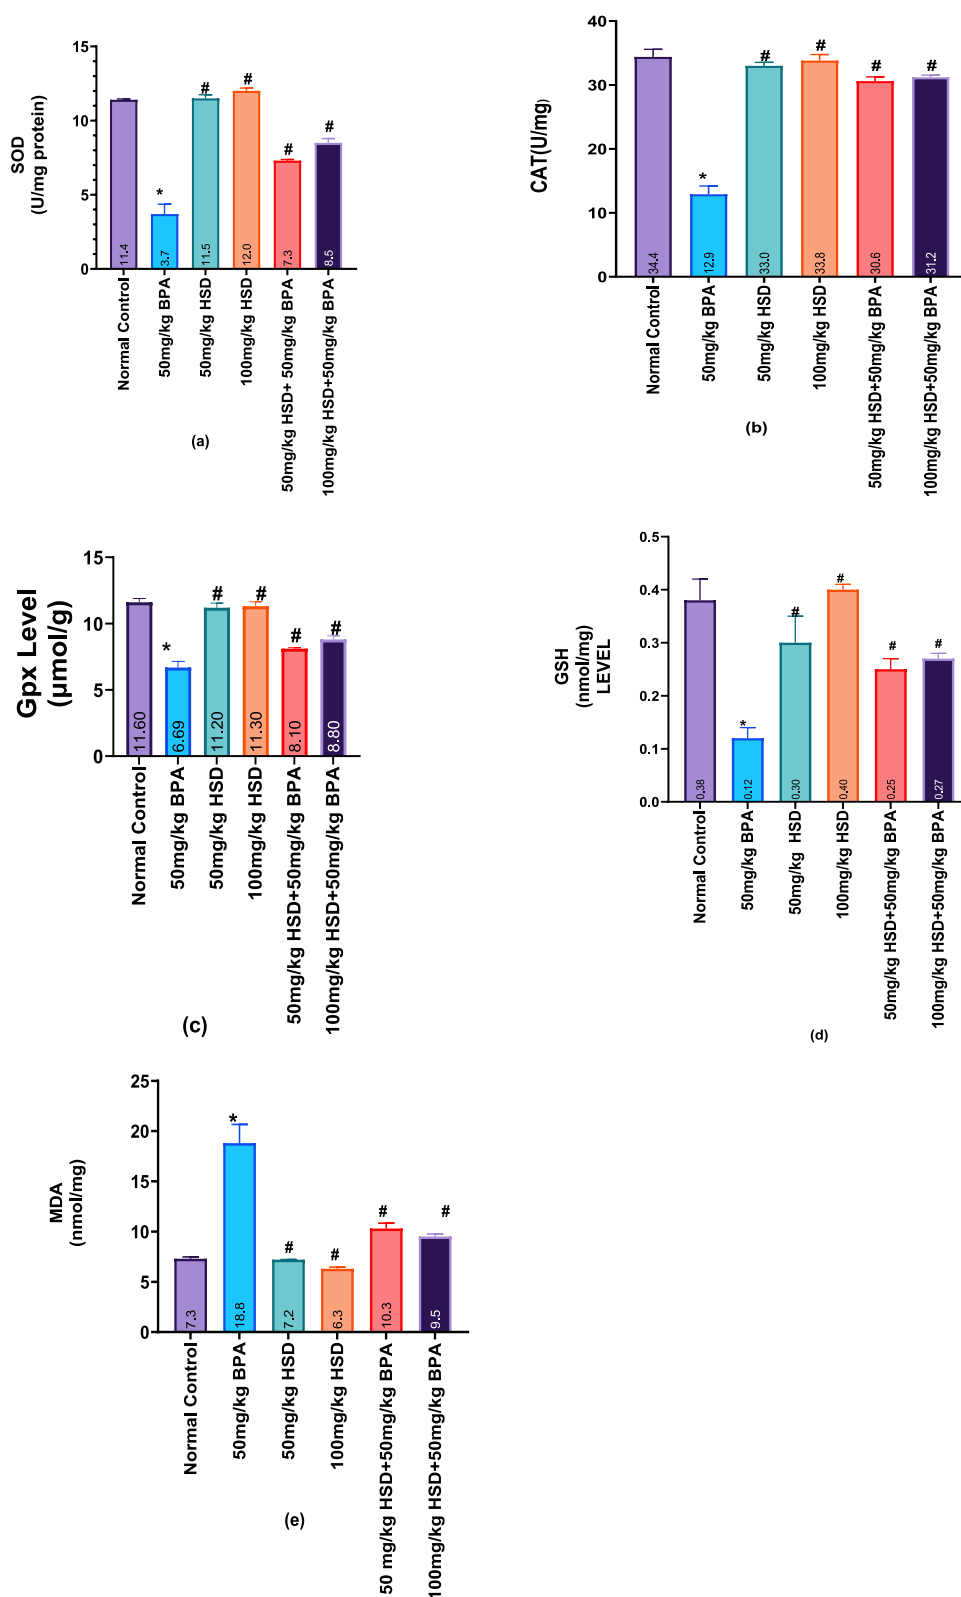 SOD
(U/mg protein)
15
10
5
0
*
#
#
#
#
11.4
3.7
11.5
12.0
7.3
8.5
Normal Control
50mg/kg BPA
50mg/kg HSD
100mg/kg HSD
50mg/kg HSD+ 50mg/kg BPA
100mg/kg HSD+50mg/kg BPA
(a)
CAT(U/mg)
40
30
20
10
0
*
#
#
#
#
34.4
12.9
33.0
33.8
30.6
31.2
Normal Control
50mg/kg BPA
50mg/kg HSD
100mg/kg HSD
50mg/kg HSD+50mg/kg BPA
100mg/kg HSD+50mg/kg BPA
(b)
Gpx Level
(µmol/g)
15
10
5
0
*
#
#
#
#
11.60
6.69
11.20
11.30
8.10
8.80
Normal Control
50mg/kg BPA
50mg/kg HSD
100mg/kg HSD
50mg/kg HSD+50mg/kg BPA
100mg/kg HSD+50mg/kg BPA
(c)
GSH
(nmol/mg)
LEVEL
0.5
0.4
0.3
0.2
0.1
0.0
*
#
#
#
#
0.38
0.12
0.30
0.40
0.25
0.27
Normal Control
50mg/kg BPA
50mg/kg HSD
100mg/kg HSD
50mg/kg HSD+50mg/kg BPA
100mg/kg HSD+50mg/kg BPA
(d)
MDA
(nmol/mg)
25
20
15
10
5
0
*
#
#
#
#
7.3
18.8
7.2
6.3
10.3
9.5
Normal Control
50mg/kg BPA
50mg/kg HSD
100mg/kg HSD
50 mg/kg HSD+50mg/kg BPA
100mg/kg HSD+50mg/kg BPA
(e)